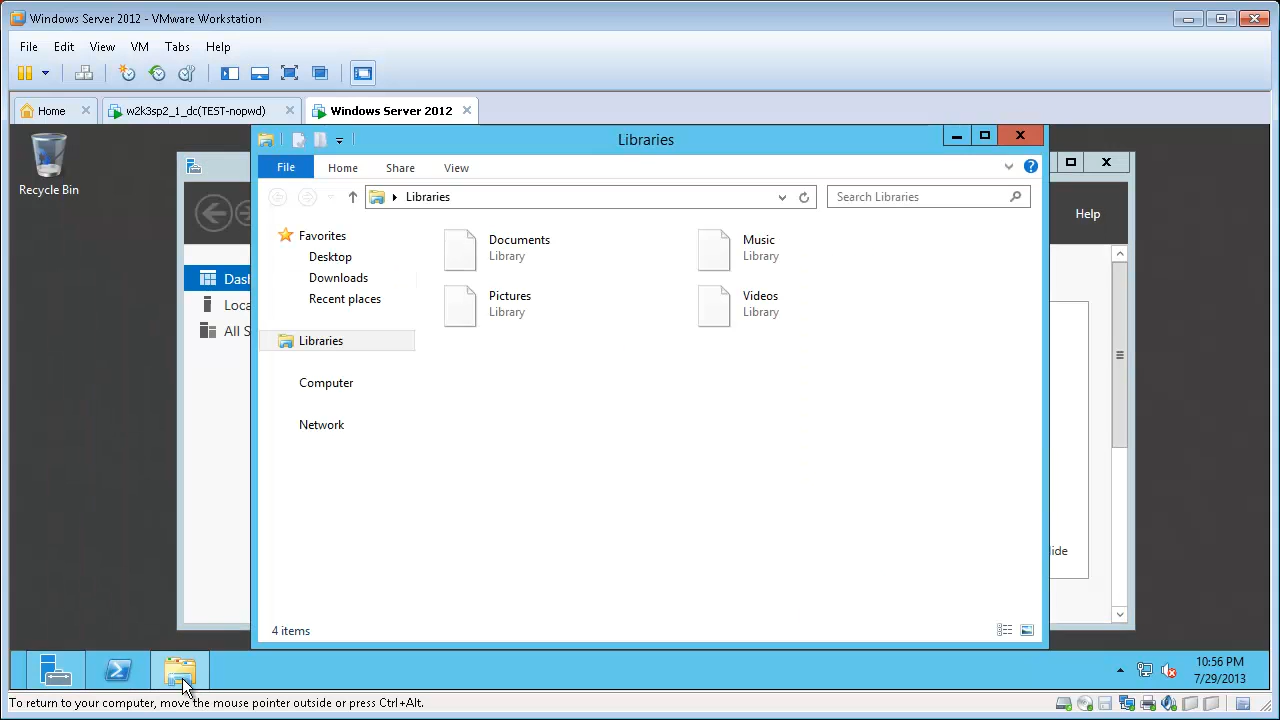 Windows Server 2012 - VMware Workstation
File Edit View VM Tabs Help
Home w2k3sp2_1_dc(TEST-nopwd) Windows Server 2012
Recycle Bin
Libraries
File Home Share View
Libraries
Search Libraries
Help
Favorites
Desktop
Downloads
Recent places
Libraries
Computer
Network
Documents
Library
Music
Library
Pictures
Library
Videos
Library
Das
Loca
All S
ide
4 items
10:56 PM
7/29/2013
To return to your computer, move the mouse pointer outside or press Ctrl+Alt.